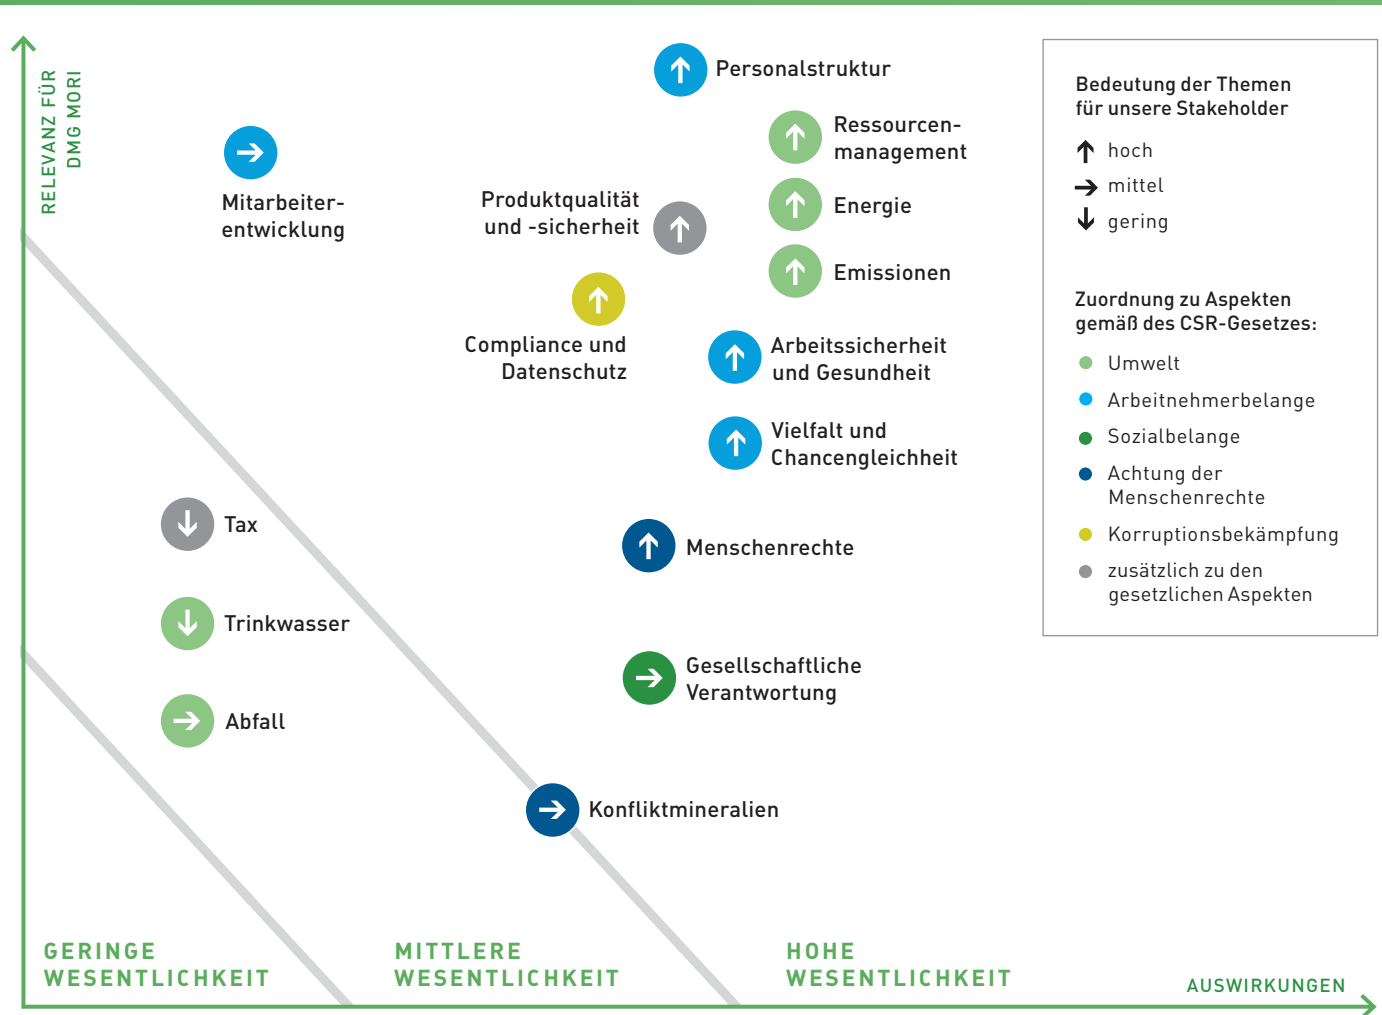 RELEVANZ FÜR
DMG MORI
Personalstruktur
Ressourcen-
management
Mitarbeiter-
entwicklung
Produktqualität
und -sicherheit
Energie
Emissionen
Compliance und
Datenschutz
Arbeitssicherheit
und Gesundheit
Vielfalt und
Chancengleichheit
Tax
Menschenrechte
Trinkwasser
Gesellschaftliche
Verantwortung
Abfall
Konfliktmineralien
GERINGE
WESENTLICHKEIT
MITTLERE
WESENTLICHKEIT
HOHE
WESENTLICHKEIT
AUSWIRKUNGEN
Bedeutung der Themen
für unsere Stakeholder
hoch
mittel
gering
Zuordnung zu Aspekten
gemäß des CSR-Gesetzes:
Umwelt
Arbeitnehmerbelange
Sozialbelange
Achtung der
Menschenrechte
Korruptionsbekämpfung
zusätzlich zu den
gesetzlichen Aspekten